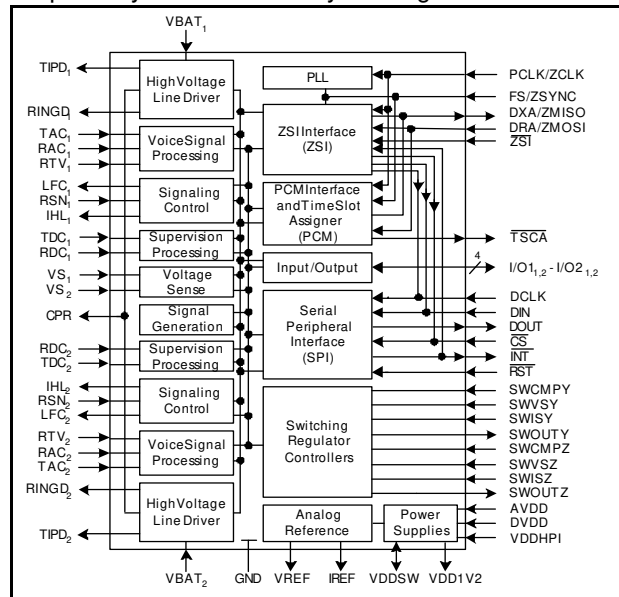 VBAT1
TIPD1
RINGD1
TAC1
RAC1
RTV1
LFC1
RSN1
IHL1
TDC1
RDC1
VS1
VS2
CPR
RDC2
TDC2
IHL2
RSN2
LFC2
RTV2
RAC2
TAC2
RINGD2
TIPD2
High Voltage
Line Driver
Voice Signal
Processing
Signaling
Control
Supervision
Processing
Voltage
Sense
Signal
Generation
Supervision
Processing
Signaling
Control
Voice Signal
Processing
High Voltage
Line Driver
PLL
ZSI Interface
(ZSI)
PCM Interface
and Time Slot
Assigner
(PCM)
Input/Output
Serial
Peripheral
Interface
(SPI)
Switching
Regulator
Controllers
Analog
Reference
Power
Supplies
PCLK/ZCLK
FS/ZSYNC
DXA/ZMISO
DRA/ZMOSI
ZSI
TSCA
4
I/O11,2 - I/O21,2
DCLK
DIN
DOUT
CS
INT
RST
SWCMPY
SWVSY
SWISY
SWOUTY
SWCMPZ
SWVSZ
SWISZ
SWOUTZ
AVDD
DVDD
VDDHPI
VBAT2
GND
VREF
IREF
VDDSW
VDD1V2